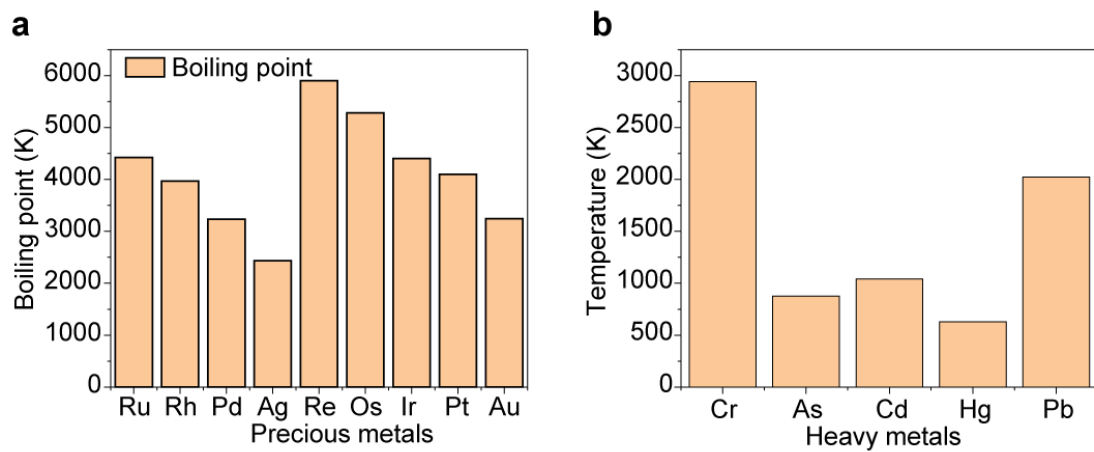 a
Boiling point
Boiling point (K)
6000
5000
4000
3000
2000
1000
0
Ru Rh Pd Ag Re Os Ir Pt Au
Precious metals
b
Temperature (K)
3000
2500
2000
1500
1000
500
0
Cr As Cd Hg Pb
Heavy metals